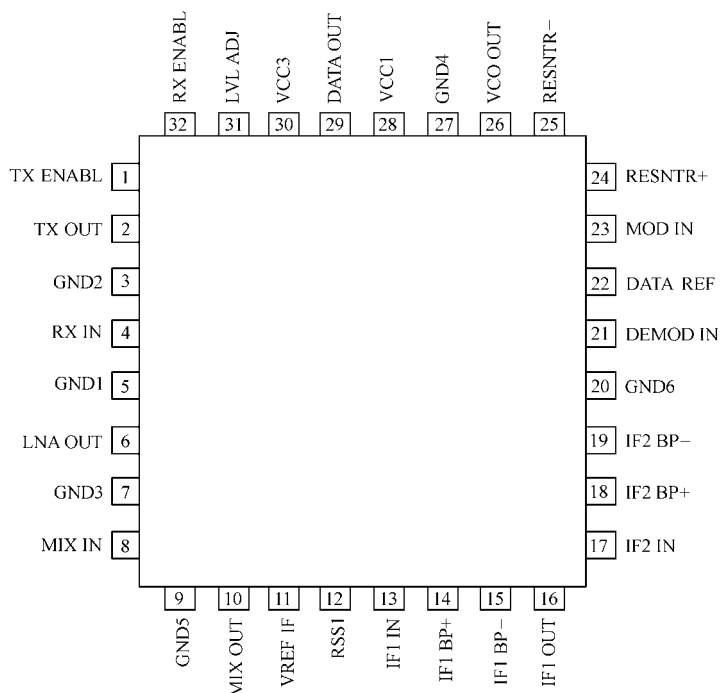 RX ENABL
LVL ADJ
VCC3
DATA OUT
VCC1
GND4
VCO OUT
RESNTR−
32 31 30 29 28 27 26 25
TX ENABL 1
TX OUT 2
GND2 3
RX IN 4
GND1 5
LNA OUT 6
GND3 7
MIX IN 8
24 RESNTR+
23 MOD IN
22 DATA REF
21 DEMOD IN
20 GND6
19 IF2 BP−
18 IF2 BP+
17 IF2 IN
9 10 11 12 13 14 15 16
GND5
MIX OUT
VREF IF
RSS1
IF1 IN
IF1 BP+
IF1 BP−
IF1 OUT